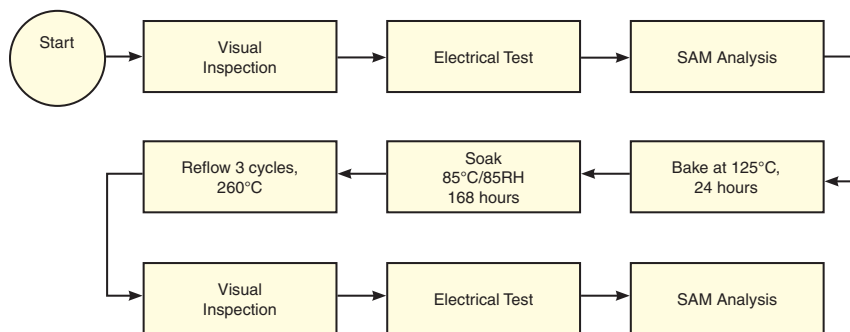 Start
Visual
Inspection
Electrical Test
SAM Analysis
Bake at 125°C,
24 hours
Soak
85°C/85RH
168 hours
Reflow 3 cycles,
260°C
Visual
Inspection
Electrical Test
SAM Analysis